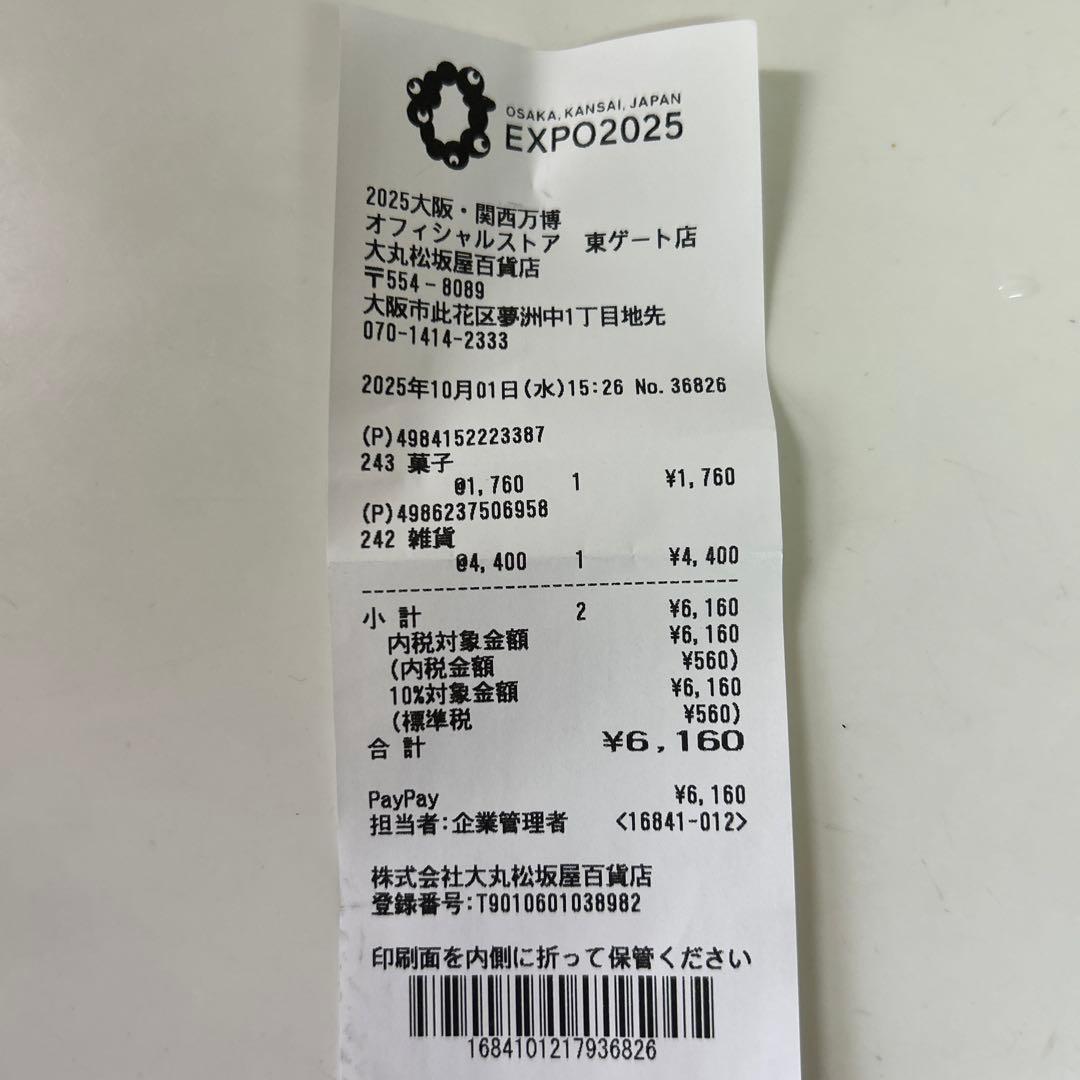 OSAKA, KANSAI, JAPAN
EXPO2025
2025大阪・関西万博
オフィシャルストア 東ゲート店
大丸松坂屋百貨店
〒554-8089
大阪市此花区夢洲中1丁目地先
070-1414-2333
2025年10月01日(水)15:26 No.36826
(P)4984152223387
243 菓子
@1,760 1 ¥1,760
(P)4986237506958
242 雑貨
@4,400 1 ¥4,400
小計 2 ¥6,160
内税対象金額 ¥6,160
(内税金額 ¥560)
10%対象金額 ¥6,160
(標準税 ¥560)
合計 ¥6,160
PayPay ¥6,160
担当者:企業管理者 <16841-012>
株式会社大丸松坂屋百貨店
登録番号:T9010601038982
印刷面を内側に折って保管ください
1684101217936826